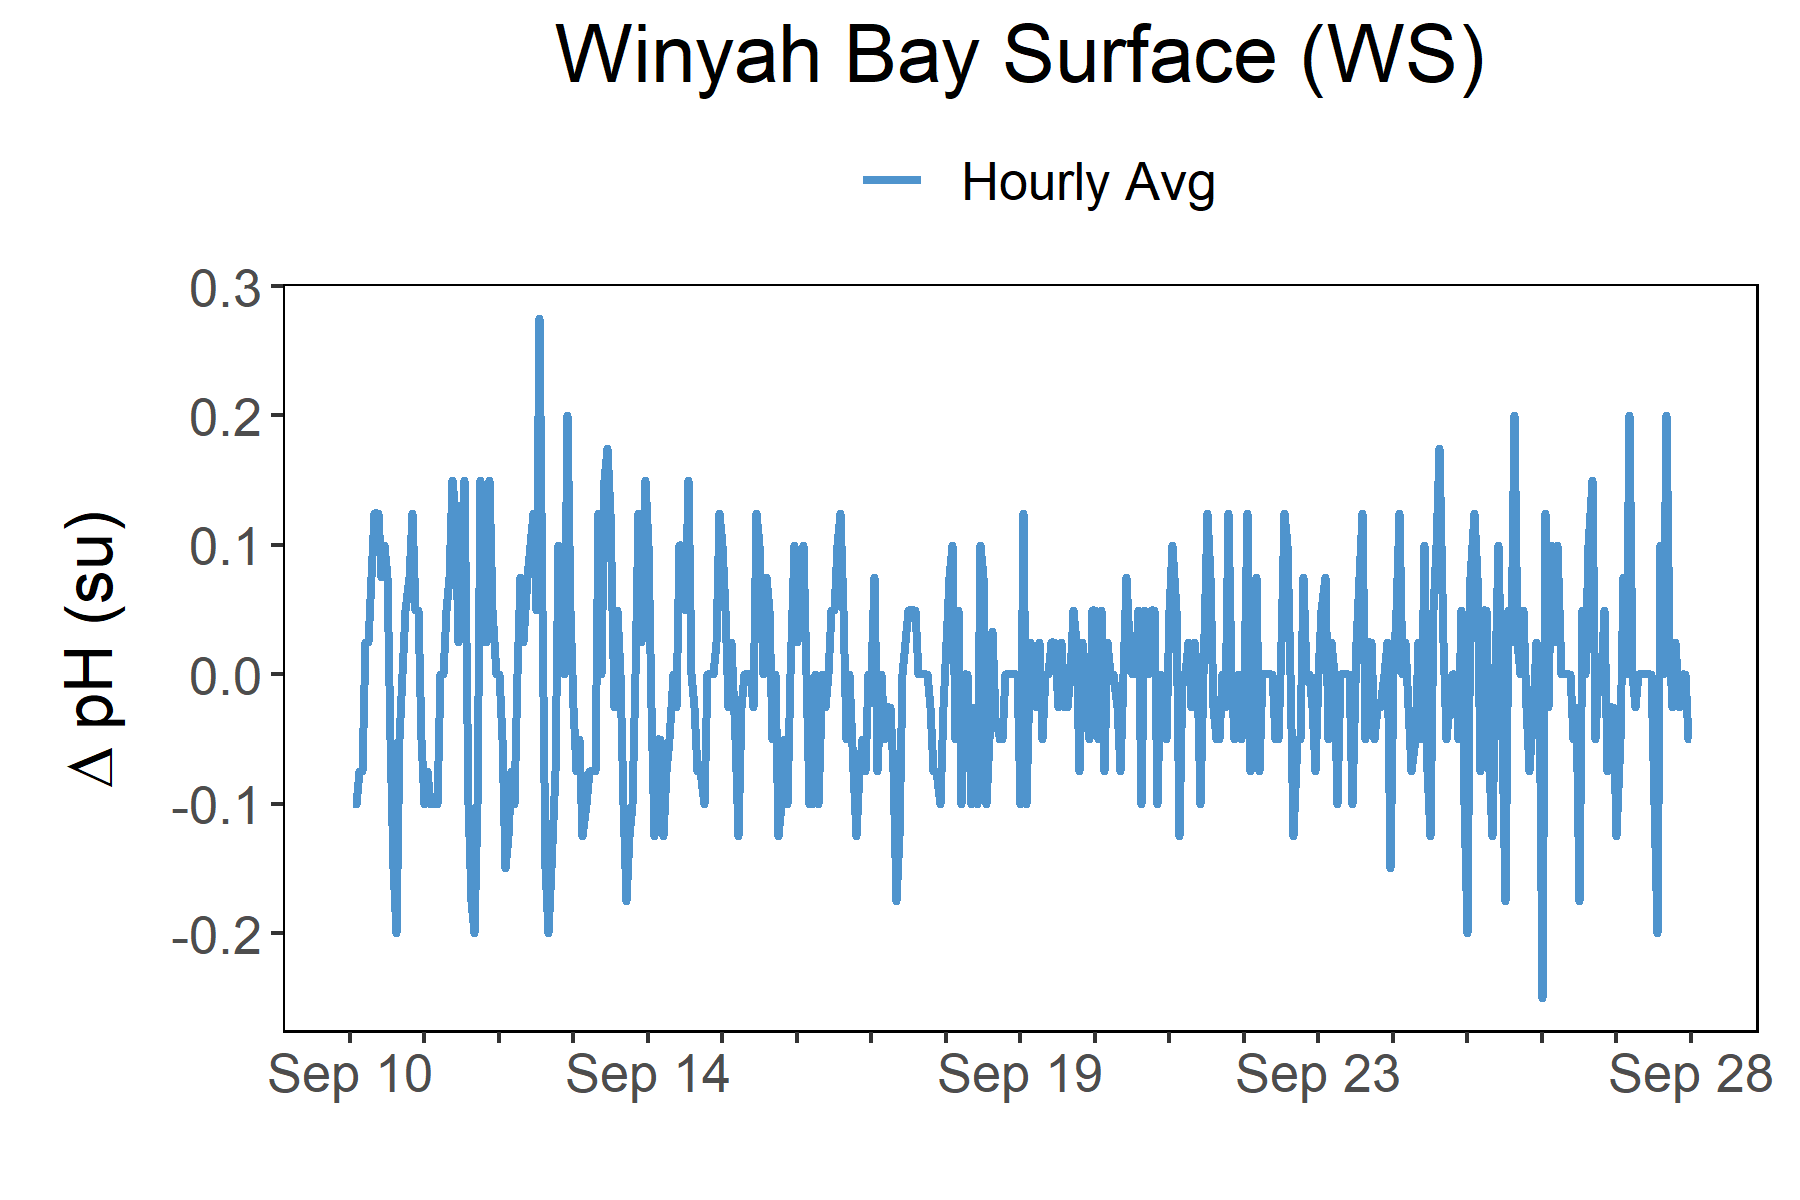 Winyah Bay Surface (WS)
Hourly Avg
Δ pH (su)
0.3
0.2
0.1
0.0
-0.1
-0.2
Sep 10 Sep 14 Sep 19 Sep 23 Sep 28